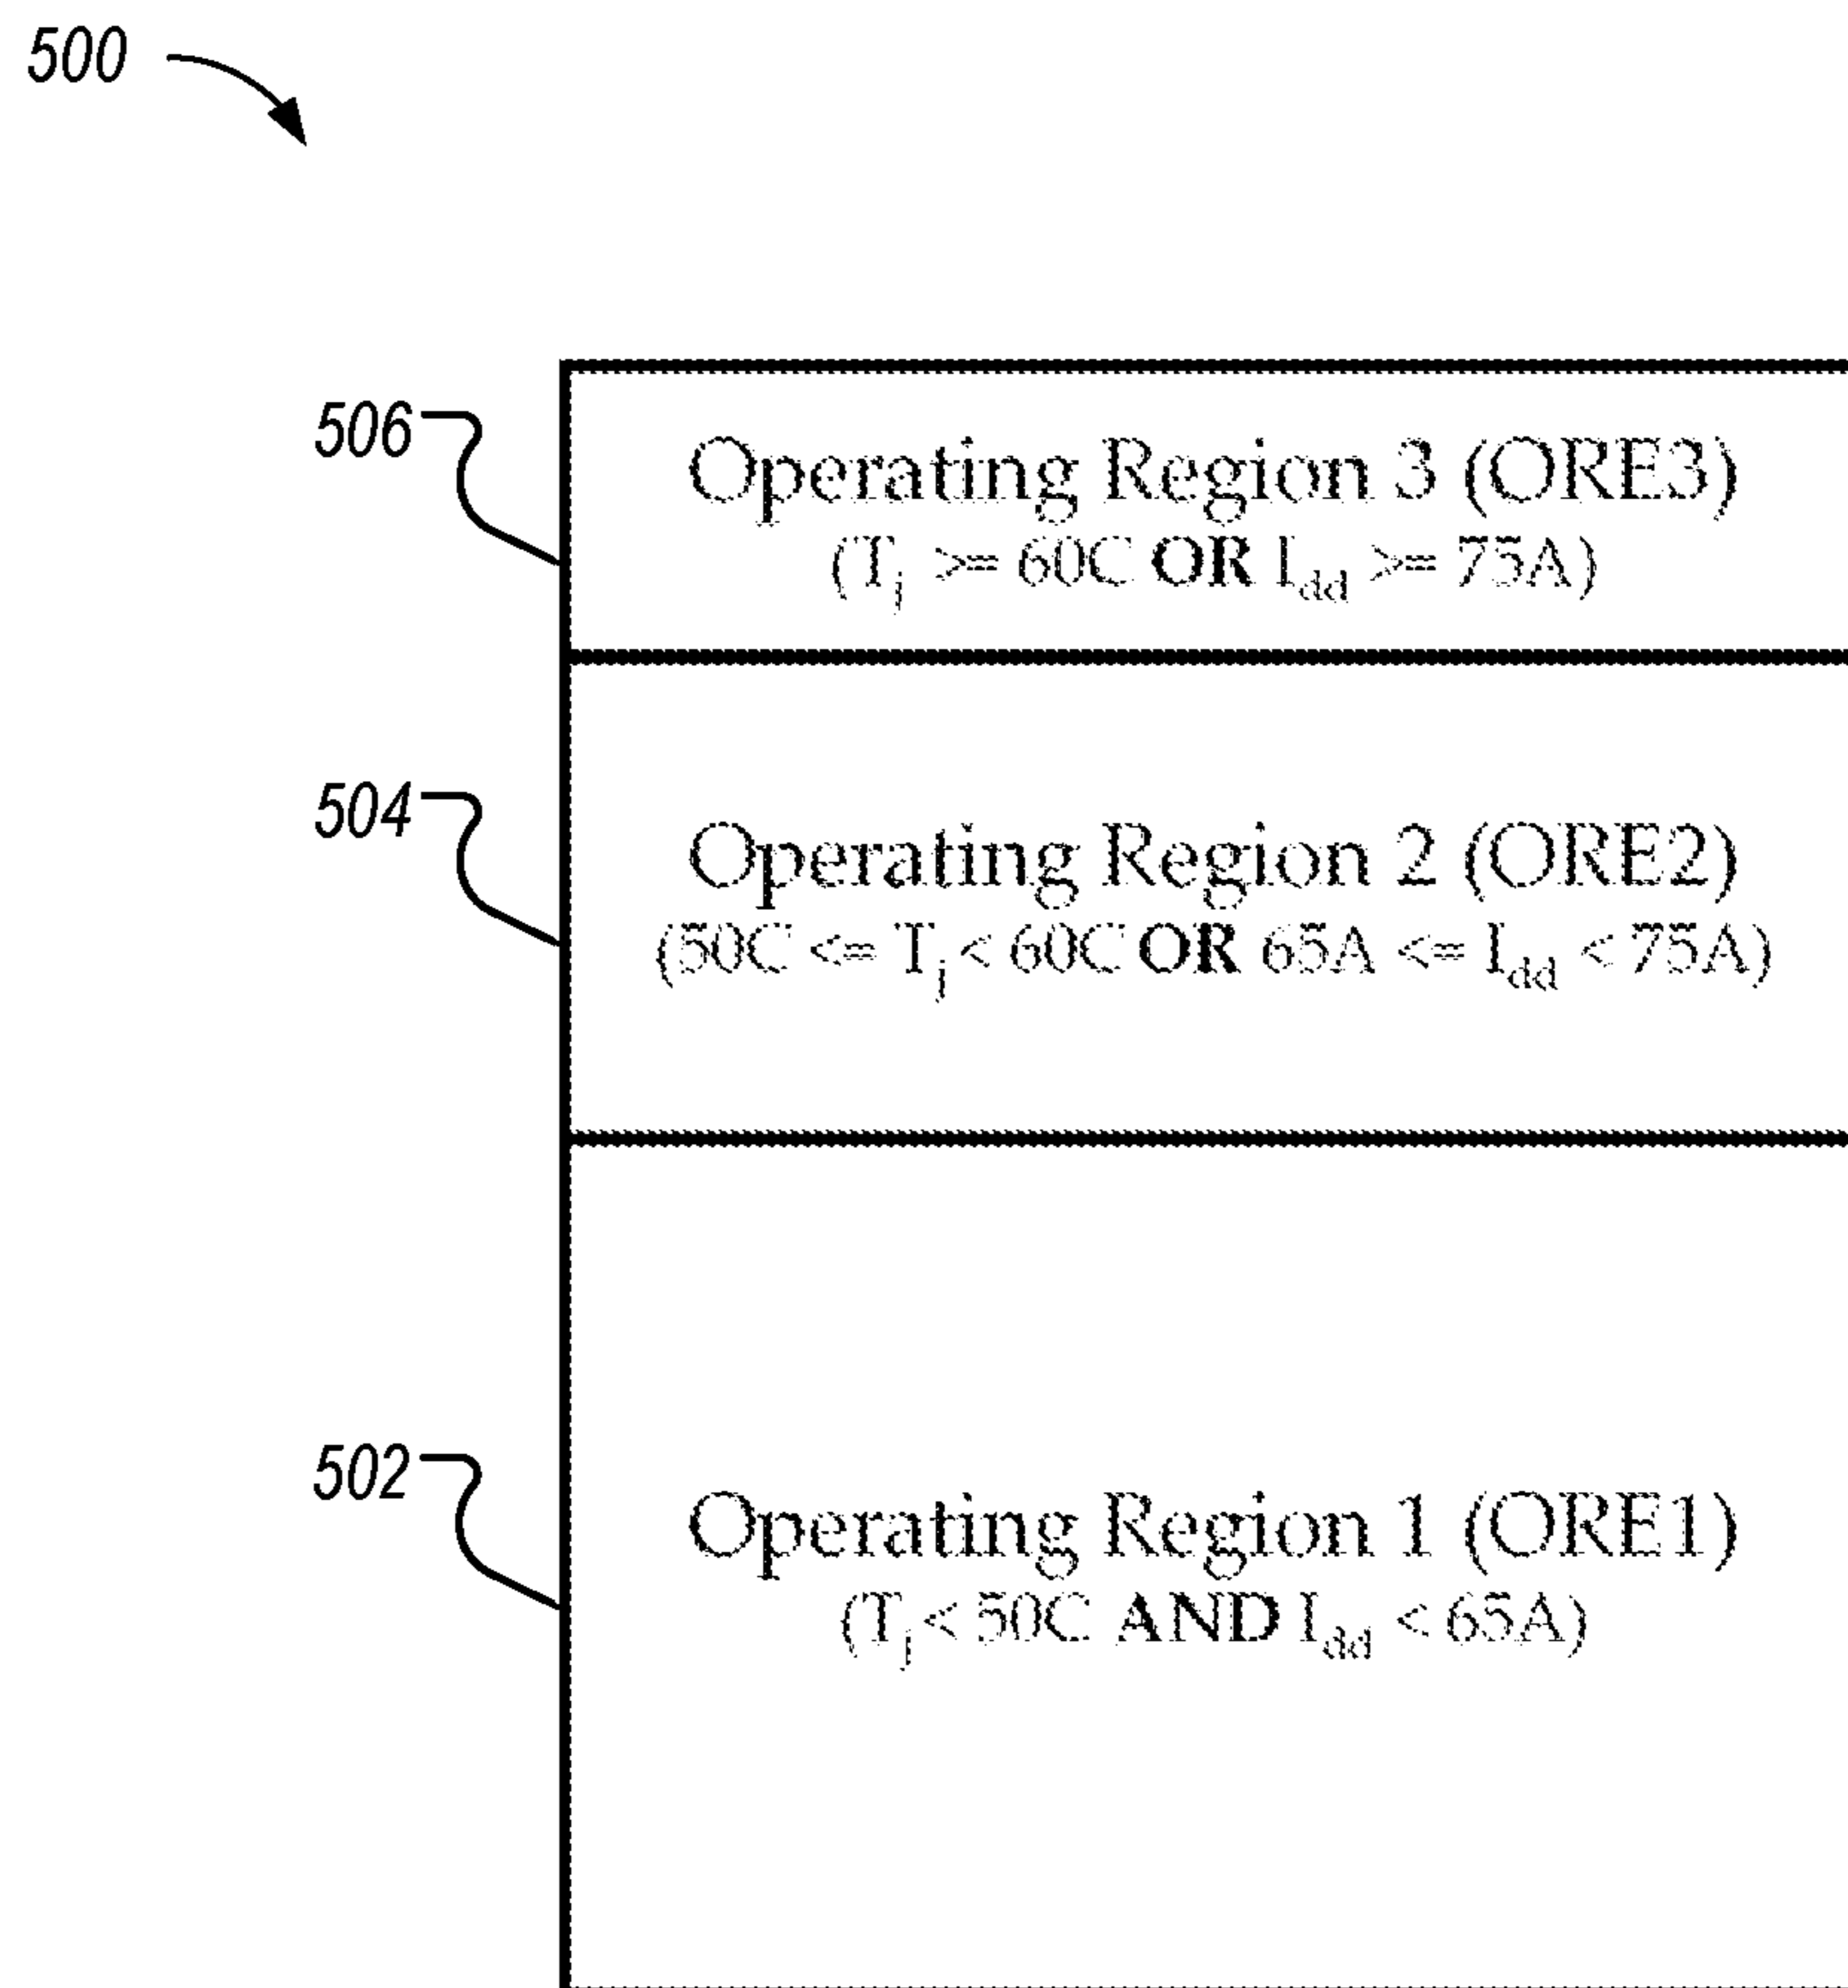 500
506
Operating Region 3 (ORE3)
(Tj >= 60C OR Idd >= 75A)
504
Operating Region 2 (ORE2)
(50C <= Tj < 60C OR 65A <= Idd < 75A)
502
Operating Region 1 (ORE1)
(Tj < 50C AND Idd < 65A)